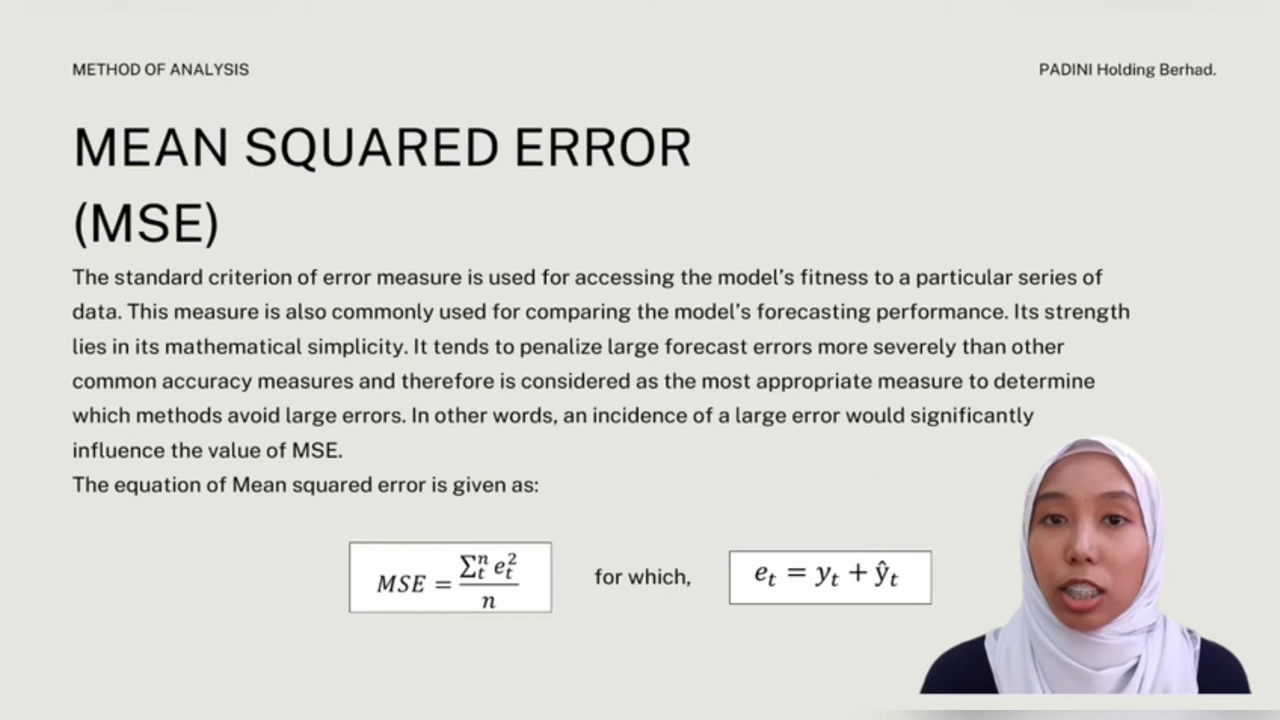 METHOD OF ANALYSIS
PADINI Holding Berhad.
MEAN SQUARED ERROR
(MSE)
The standard criterion of error measure is used for accessing the model’s fitness to a particular series of
data. This measure is also commonly used for comparing the model’s forecasting performance. Its strength
lies in its mathematical simplicity. It tends to penalize large forecast errors more severely than other
common accuracy measures and therefore is considered as the most appropriate measure to determine
which methods avoid large errors. In other words, an incidence of a large error would significantly
influence the value of MSE.
The equation of Mean squared error is given as:
MSE = \frac{\sum_t^n e_t^2}{n} for which, e_t = y_t + ŷ_t